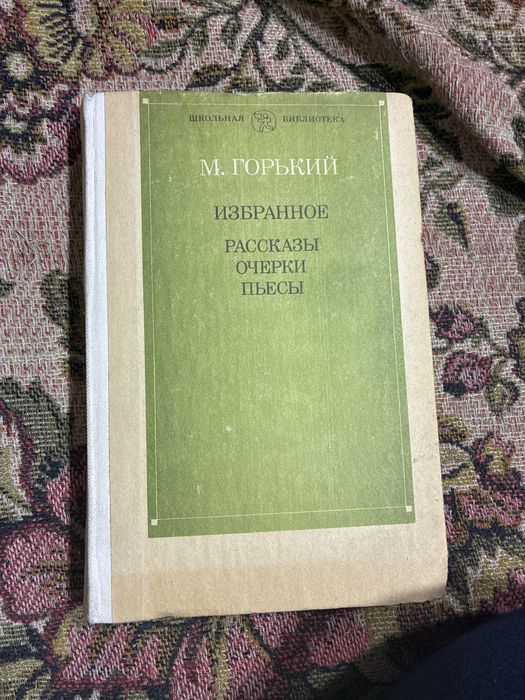 ШКОЛЬНАЯ БИБЛИОТЕКА
М. ГОРЬКИЙ
ИЗБРАННОЕ
РАССКАЗЫ
ОЧЕРКИ
ПЬЕСЫ